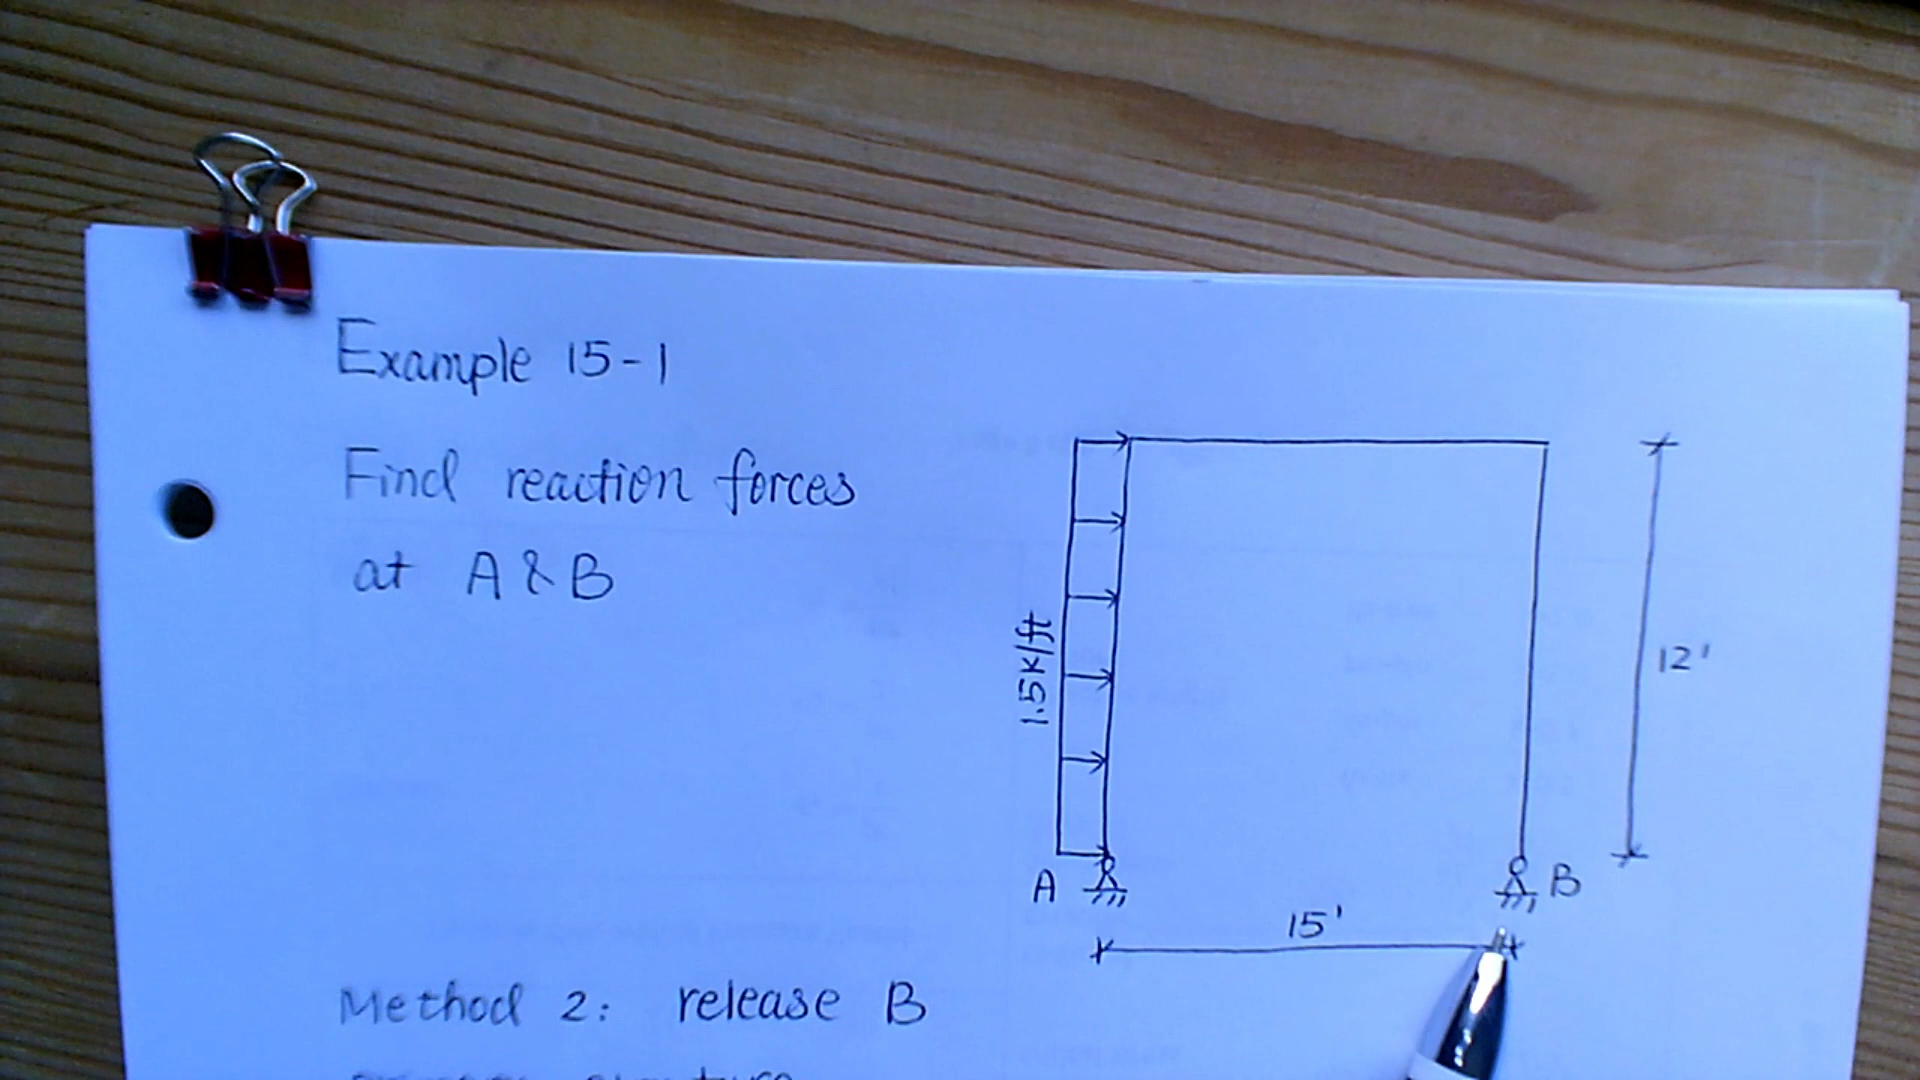 Example 15-1
Find reaction forces
at A & B
1.5k/ft
12'
A
B
15'
Method 2: release B